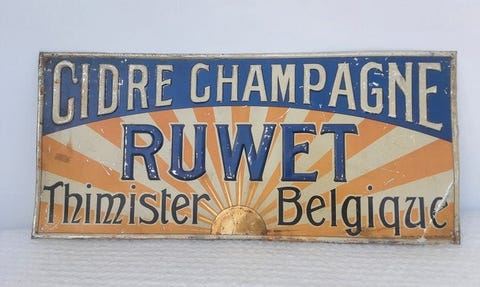 CIDRE CHAMPAGNE
RUWET
Thimister Belgique